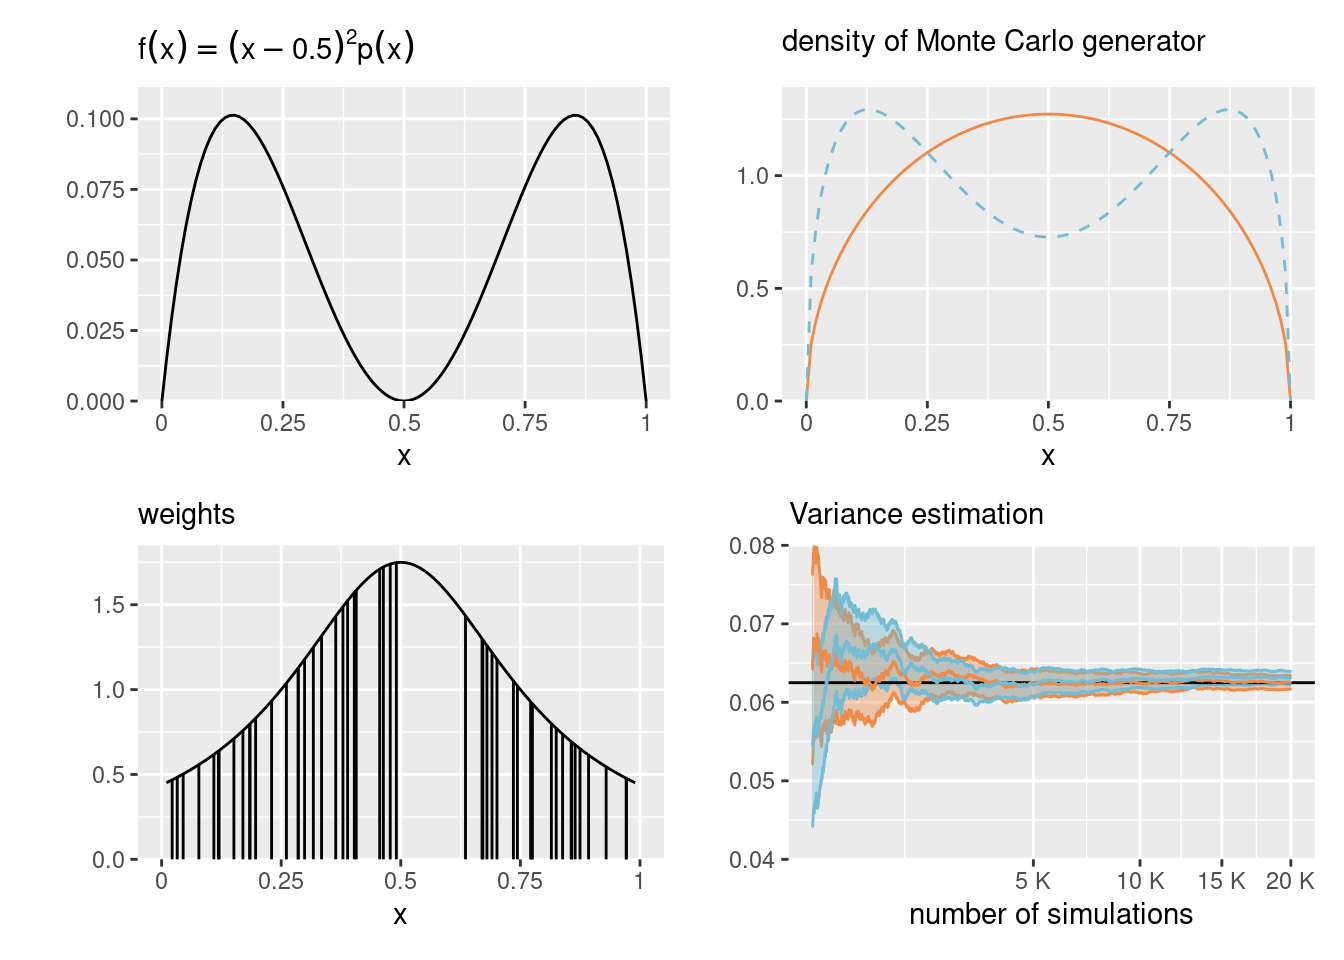 f(x) = (x − 0.5)²p(x)
0.100
0.075
0.050
0.025
0.000
0 0.25 0.5 0.75 1
x
density of Monte Carlo generator
1.0
0.5
0.0
0 0.25 0.5 0.75 1
x
weights
1.5
1.0
0.5
0.0
0 0.25 0.5 0.75 1
x
Variance estimation
0.08
0.07
0.06
0.05
0.04
5 K 10 K 15 K 20 K
number of simulations